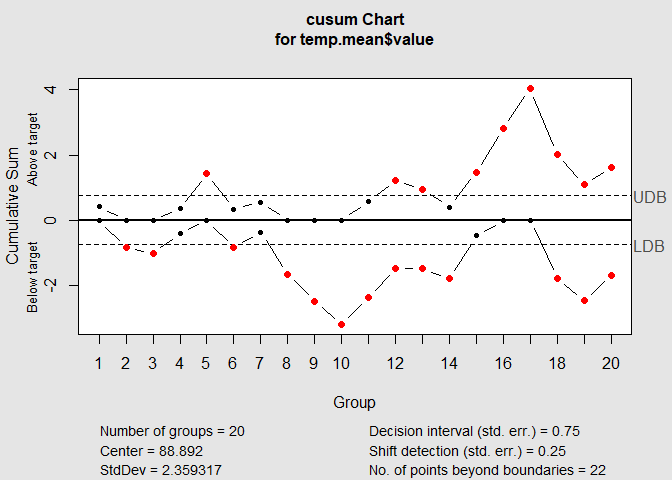 cusum Chart
for temp.mean$value
Cumulative Sum
Above target
Below target
4
2
0
-2
UDB
LDB
1 2 3 4 5 6 7 8 9 10 12 14 16 18 20
Group
Number of groups = 20
Center = 88.892
StdDev = 2.359317
Decision interval (std. err.) = 0.75
Shift detection (std. err.) = 0.25
No. of points beyond boundaries = 22